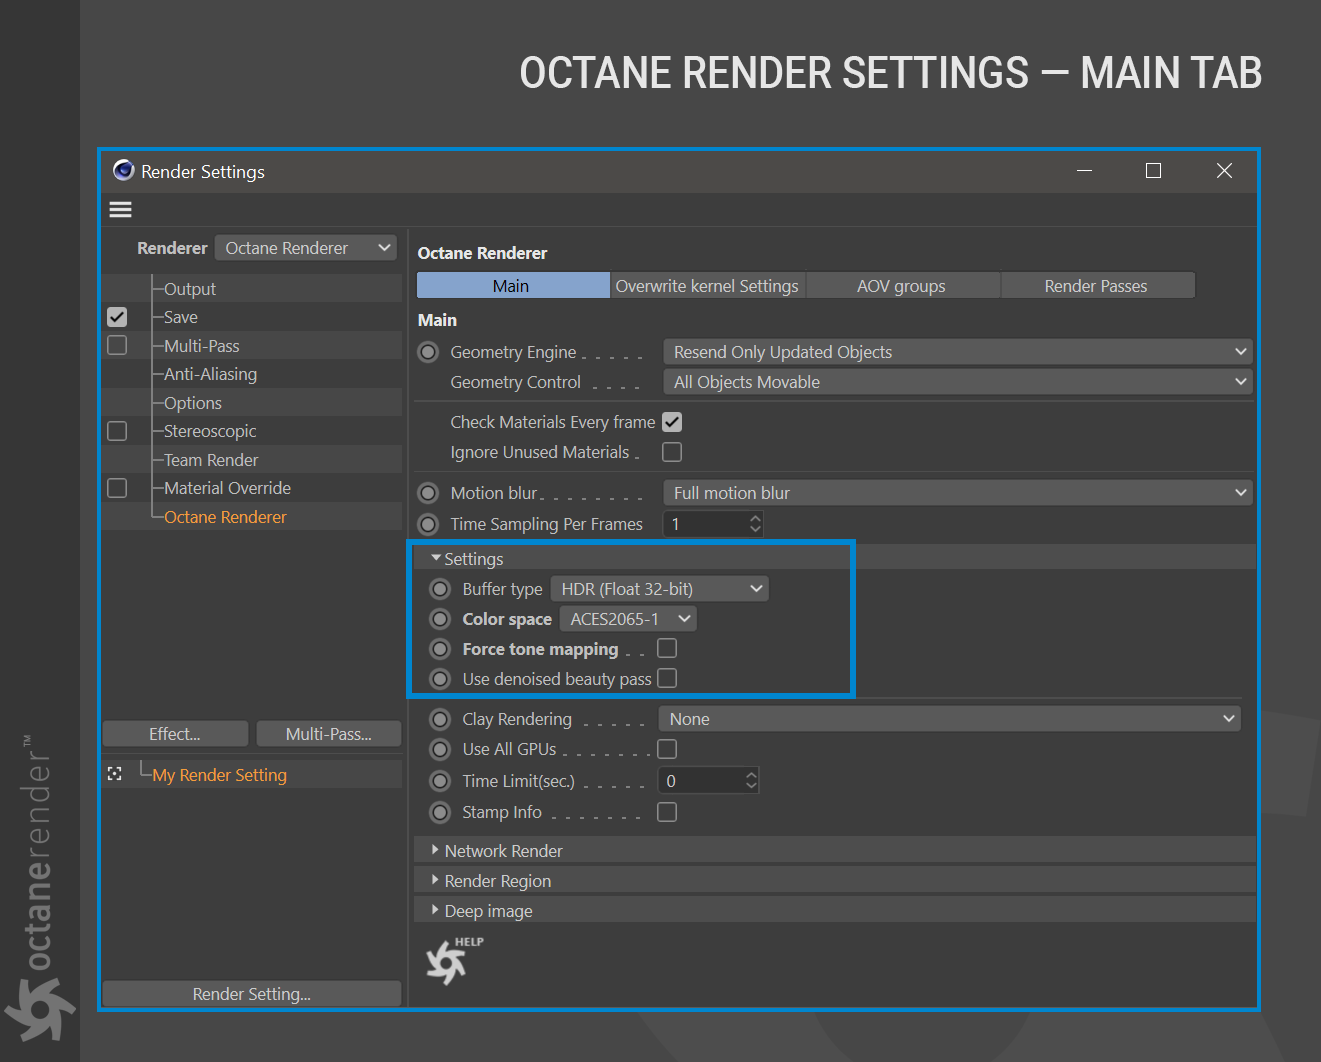 OCTANE RENDER SETTINGS — MAIN TAB
Render Settings
Renderer Octane Renderer
Output
Save
Multi-Pass
Anti-Aliasing
Options
Stereoscopic
Team Render
Material Override
Octane Renderer
Effect... Multi-Pass...
My Render Setting
Render Setting...
Octane Renderer
Main Overwrite kernel Settings AOV groups Render Passes
Main
Geometry Engine . . . . . Resend Only Updated Objects
Geometry Control . . . . All Objects Movable
Check Materials Every frame
Ignore Unused Materials .
Motion blur. . . . . . . . Full motion blur
Time Sampling Per Frames 1
Settings
Buffer type HDR (Float 32-bit)
Color space ACES2065-1
Force tone mapping . .
Use denoised beauty pass
Clay Rendering . . . . . None
Use All GPUs . . . . . . .
Time Limit(sec.) . . . . . 0
Stamp Info . . . . . . .
Network Render
Render Region
Deep image
HELP
octanerender™